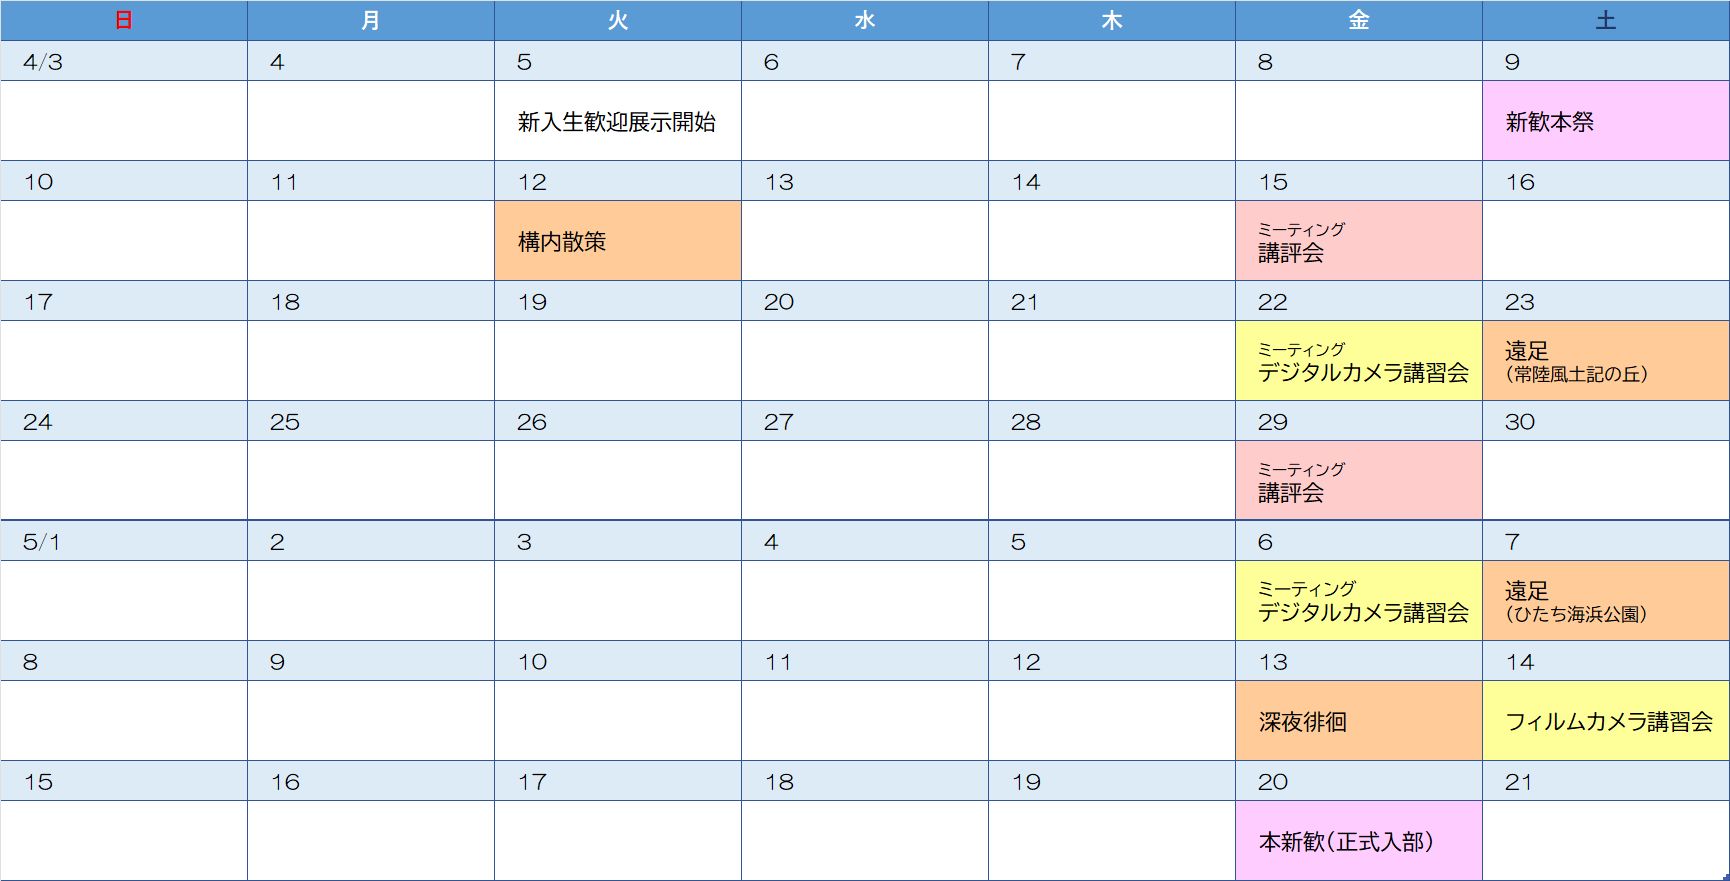 日 月 火 水 木 金 土
4/3 4 5 6 7 8 9
新入生歓迎展示開始 新歓本祭
10 11 12 13 14 15 16
構内散策 ミーティング
講評会
17 18 19 20 21 22 23
ミーティング 遠足
デジタルカメラ講習会 （常陸風土記の丘）
24 25 26 27 28 29 30
ミーティング
講評会
5/1 2 3 4 5 6 7
ミーティング 遠足
デジタルカメラ講習会 （ひたち海浜公園）
8 9 10 11 12 13 14
深夜徘徊 フィルムカメラ講習会
15 16 17 18 19 20 21
本新歓（正式入部）